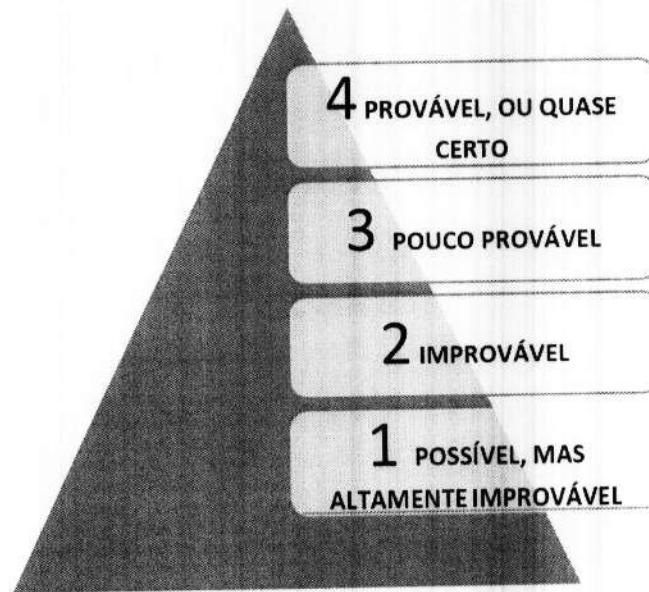 4 PROVÁVEL, OU QUASE
CERTO
3 POUCO PROVÁVEL
2 IMPROVÁVEL
1 POSSÍVEL, MAS
ALTAMENTE IMPROVÁVEL